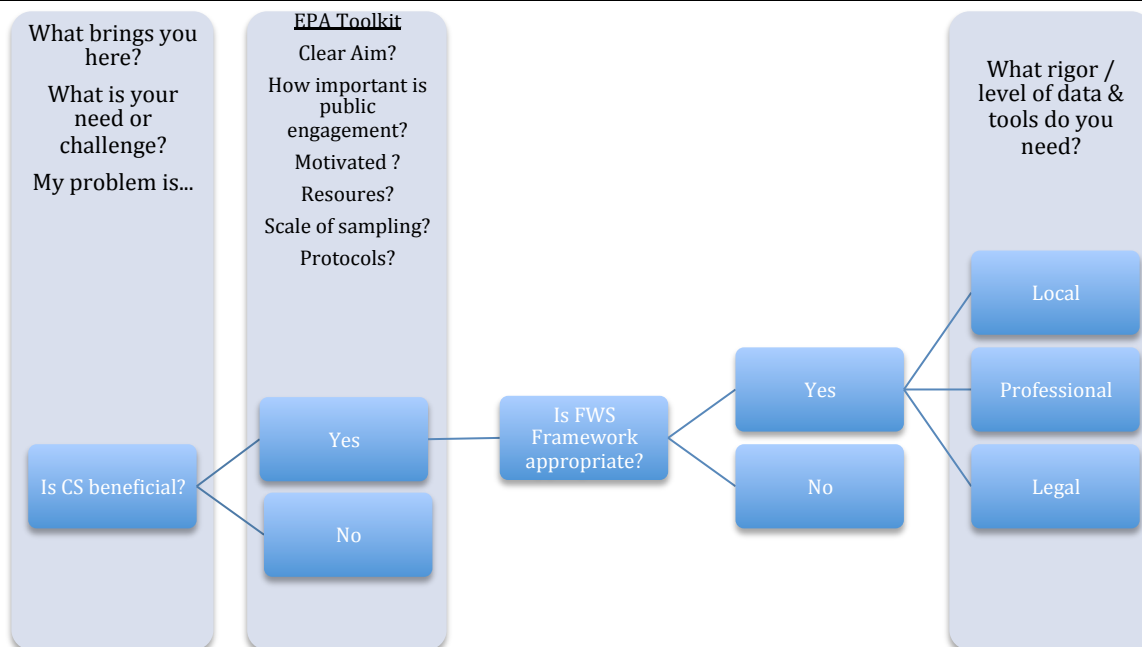 What brings you
here?
What is your
need or
challenge?
My problem is...
Is CS beneficial?
EPA Toolkit
Clear Aim?
How important is
public
engagement?
Motivated ?
Resoures?
Scale of sampling?
Protocols?
Yes
No
Is FWS
Framework
appropriate?
Yes
No
What rigor /
level of data &
tools do you
need?
Local
Professional
Legal